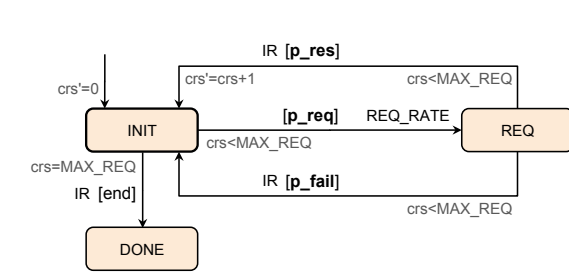 IR [p_res]
crs'=0
crs'=crs+1
crs<MAX_REQ
INIT
[p_req]
REQ_RATE
REQ
crs<MAX_REQ
crs=MAX_REQ
IR [end]
IR [p_fail]
crs<MAX_REQ
DONE